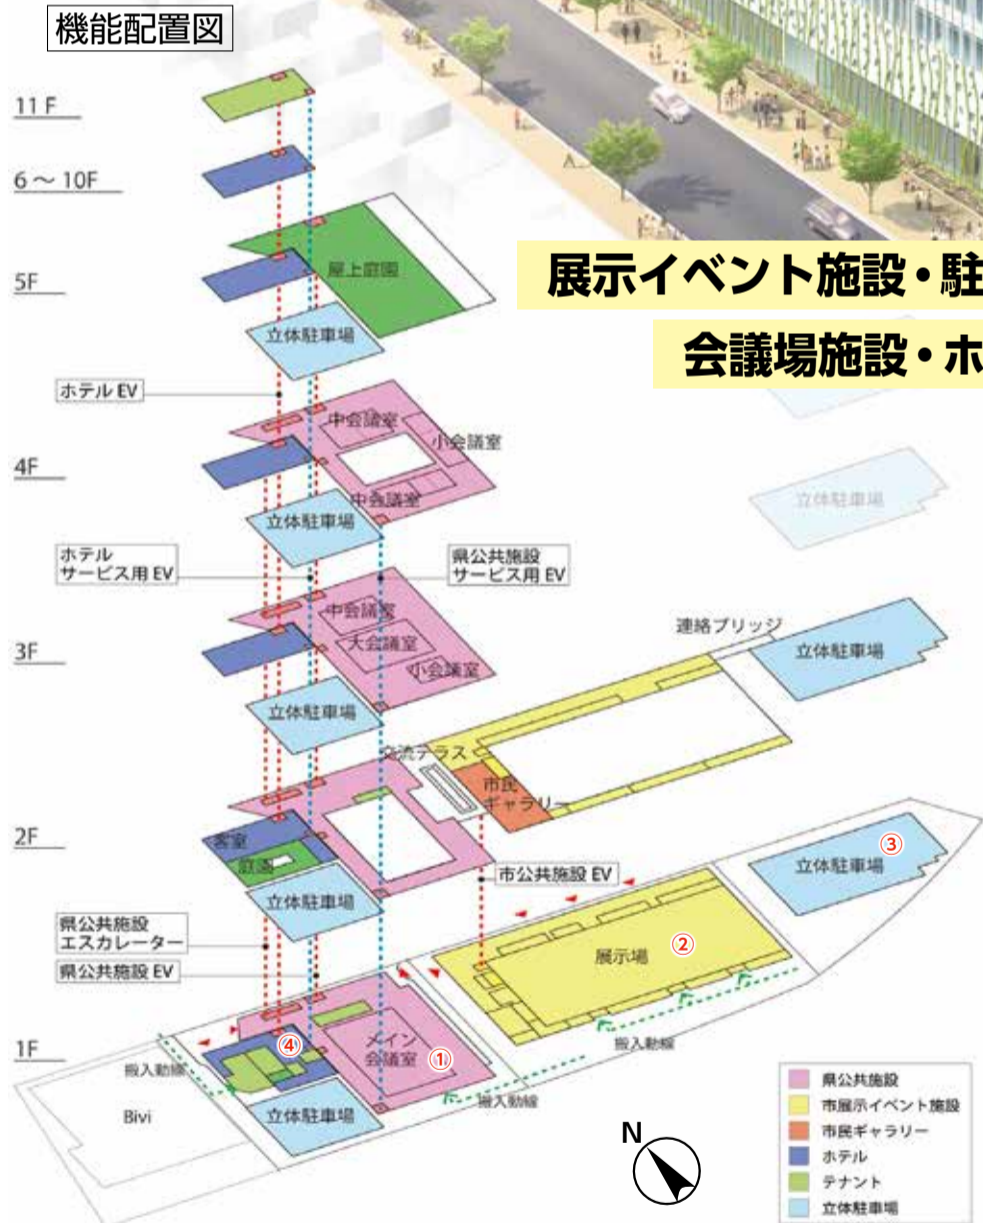 機能配置図
11 F
6 ～ 10F
5F
屋上庭園
立体駐車場
展示イベント施設・駐
会議場施設・ホ
ホテル EV
4F
中会議室
小会議室
中会議室
立体駐車場
立体駐車場
ホテル
サービス用 EV
県公共施設
サービス用 EV
3F
中会議室
大会議室
小会議室
立体駐車場
連絡ブリッジ
立体駐車場
交流テラス
市民
ギャラリー
2F
客室
庭園
立体駐車場
市公共施設 EV
立体駐車場
③
県公共施設
エスカレーター
県公共施設 EV
展示場
②
搬入動線
1F
④
メイン
会議室
①
搬入動線
搬入動線
Bivi
立体駐車場
N
県公共施設
市展示イベント施設
市民ギャラリー
ホテル
テナント
立体駐車場